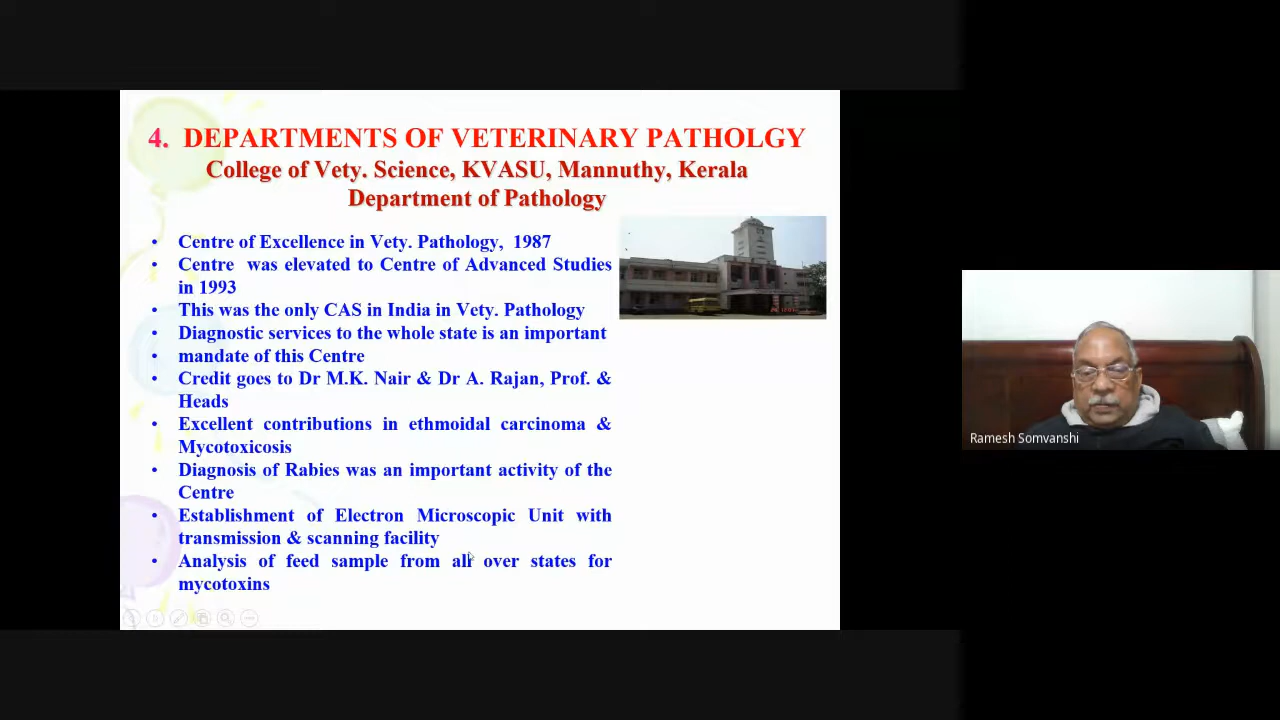 4. DEPARTMENTS OF VETERINARY PATHOLGY
College of Vety. Science, KVASU, Mannuthy, Kerala
Department of Pathology
• Centre of Excellence in Vety. Pathology, 1987
• Centre was elevated to Centre of Advanced Studies
in 1993
• This was the only CAS in India in Vety. Pathology
• Diagnostic services to the whole state is an important
• mandate of this Centre
• Credit goes to Dr M.K. Nair & Dr A. Rajan, Prof. &
Heads
• Excellent contributions in ethmoidal carcinoma &
Mycotoxicosis
• Diagnosis of Rabies was an important activity of the
Centre
• Establishment of Electron Microscopic Unit with
transmission & scanning facility
• Analysis of feed sample from all over states for
mycotoxins
Ramesh Somvanshi